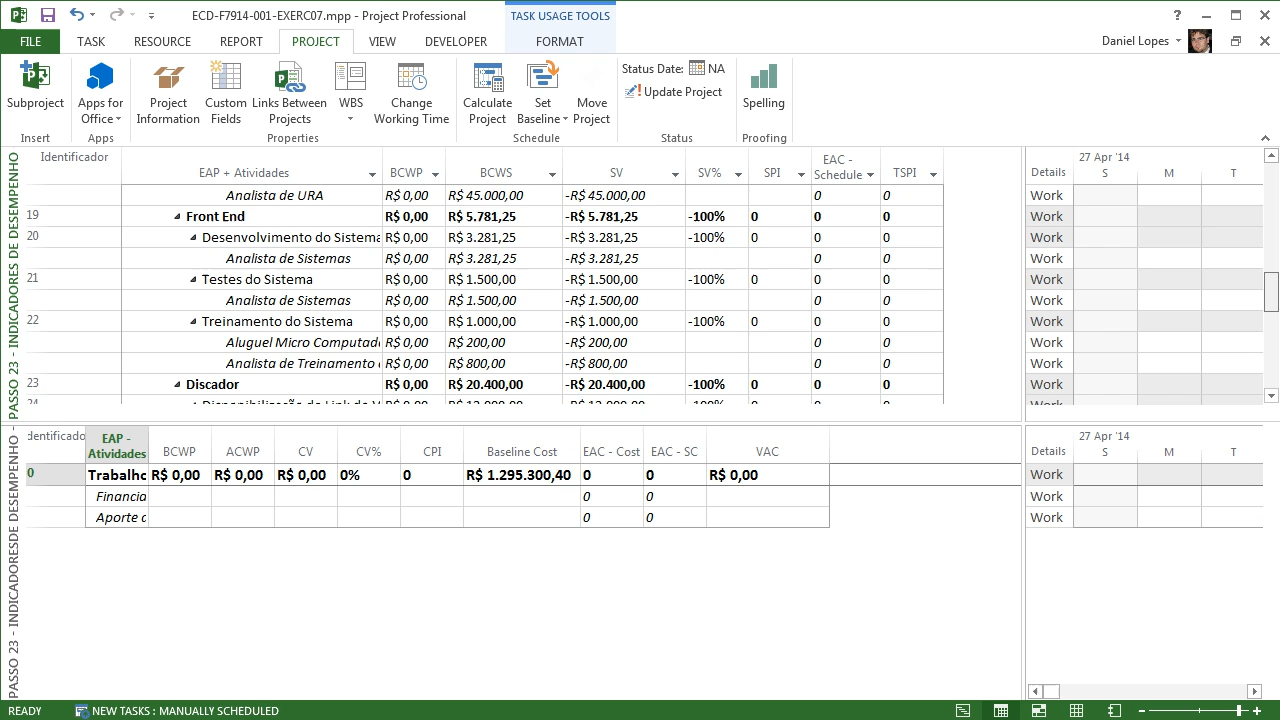 ECD-F7914-001-EXERC07.mpp - Project Professional
TASK USAGE TOOLS
FILE TASK RESOURCE REPORT PROJECT VIEW DEVELOPER FORMAT
Daniel Lopes
Subproject
Apps for Office
Project Information
Custom Fields
Links Between Projects
WBS
Change Working Time
Calculate Project
Set Baseline
Move Project
Status Date: NA
Update Project
Spelling
Insert Apps Properties Schedule Status Proofing
PASSO 23 - INDICADORES DE DESEMPENHO
Identificador EAP + Atividades BCWP BCWS SV SV% SPI EAC - Schedule TSPI
Analista de URA R$ 0,00 R$ 45.000,00 -R$ 45.000,00 0 0
19 Front End R$ 0,00 R$ 5.781,25 -R$ 5.781,25 -100% 0 0 0
20 Desenvolvimento do Sistema R$ 0,00 R$ 3.281,25 -R$ 3.281,25 -100% 0 0 0
Analista de Sistemas R$ 0,00 R$ 3.281,25 -R$ 3.281,25 0 0
21 Testes do Sistema R$ 0,00 R$ 1.500,00 -R$ 1.500,00 -100% 0 0 0
Analista de Sistemas R$ 0,00 R$ 1.500,00 -R$ 1.500,00 0 0
22 Treinamento do Sistema R$ 0,00 R$ 1.000,00 -R$ 1.000,00 -100% 0 0 0
Aluguel Micro Computad R$ 0,00 R$ 200,00 -R$ 200,00 0 0
Analista de Treinamento R$ 0,00 R$ 800,00 -R$ 800,00 0 0
23 Discador R$ 0,00 R$ 20.400,00 -R$ 20.400,00 -100% 0 0 0
27 Apr '14
Details S M T
Work
Work
Work
Work
Work
Work
Work
Work
Work
Work
Work
PASSO 23 - INDICADORESDE DESEMPENHO -
dentificado EAP - Atividades BCWP ACWP CV CV% CPI Baseline Cost EAC - Cost EAC - SC VAC
0 Trabalho R$ 0,00 R$ 0,00 R$ 0,00 0% 0 R$ 1.295.300,40 0 0 R$ 0,00
Financia 0 0
Aporte 0 0
27 Apr '14
Details S M T
Work
Work
Work
READY NEW TASKS : MANUALLY SCHEDULED